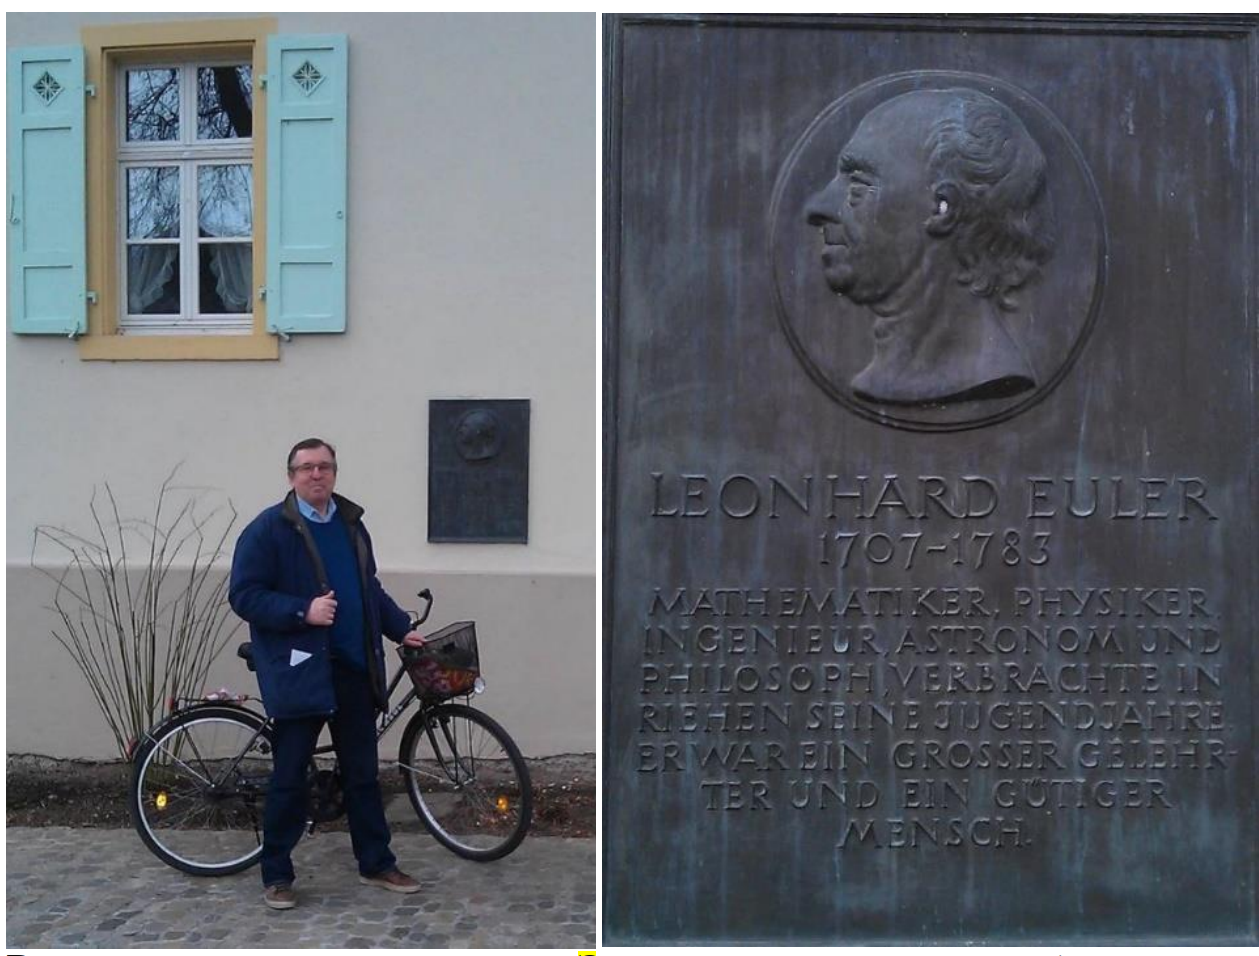 LEONHARD EULER
1707-1783
MATHEMATIKER, PHYSIKER,
INGENIEUR, ASTRONOM UND
PHILOSOPH, VERBRACHTE IN
RIEHEN SEINE JUGENDJAHRE.
ER WAR EIN GROSSER GELEHR-
TER UND EIN GÜTIGER
MENSCH.